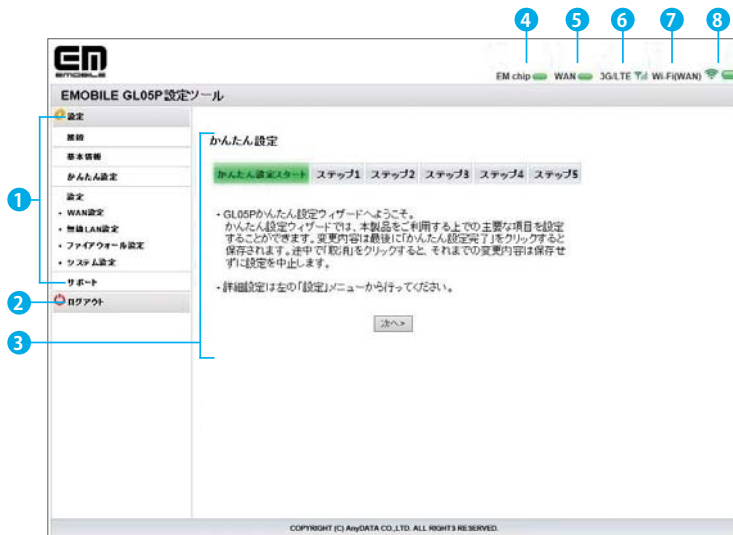 4 5 6 7 8
EM
EMOBILE
EM chip WAN 3G/LTE Wi-Fi(WAN)
EMOBILE GL05P設定ツール
設定
接続
基本情報
かんたん設定
設定
・WAN設定
・無線LAN設定
・ファイアウォール設定
・システム設定
サポート
ログアウト
1
2
3
かんたん設定
かんたん設定スタート ステップ1 ステップ2 ステップ3 ステップ4 ステップ5
・GL05Pかんたん設定ウィザードへようこそ。
かんたん設定ウィザードでは、本製品をご利用する上での主要な項目を設定
することができます。変更内容は最後に「かんたん設定完了」をクリックすると
保存されます。途中で「取消」をクリックすると、それまでの変更内容は保存せ
ずに設定を中止します。
・詳細設定は左の「設定」メニューから行ってください。
次へ>
COPYRIGHT (C) AnyDATA CO.,LTD. ALL RIGHTS RESERVED.